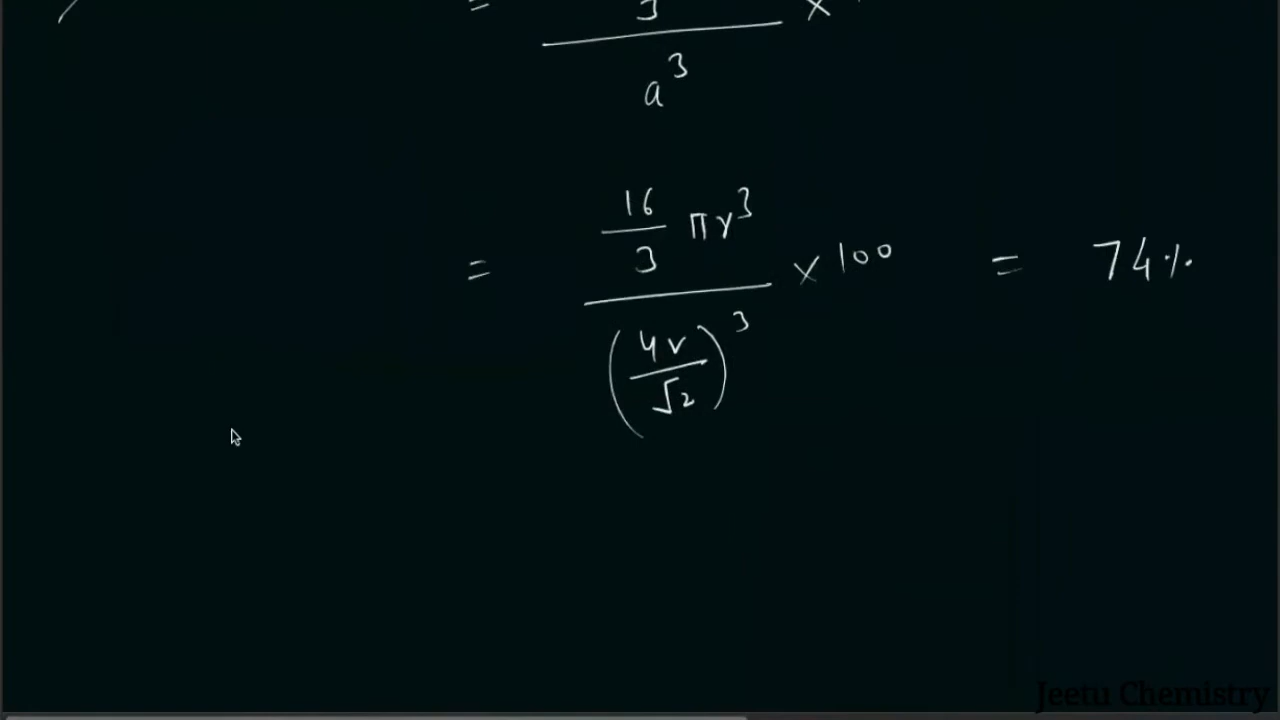 = 3 ×
a³
= 16/3 πr³ × 100 = 74%
(4r/√2)³
Jeetu Chemistry